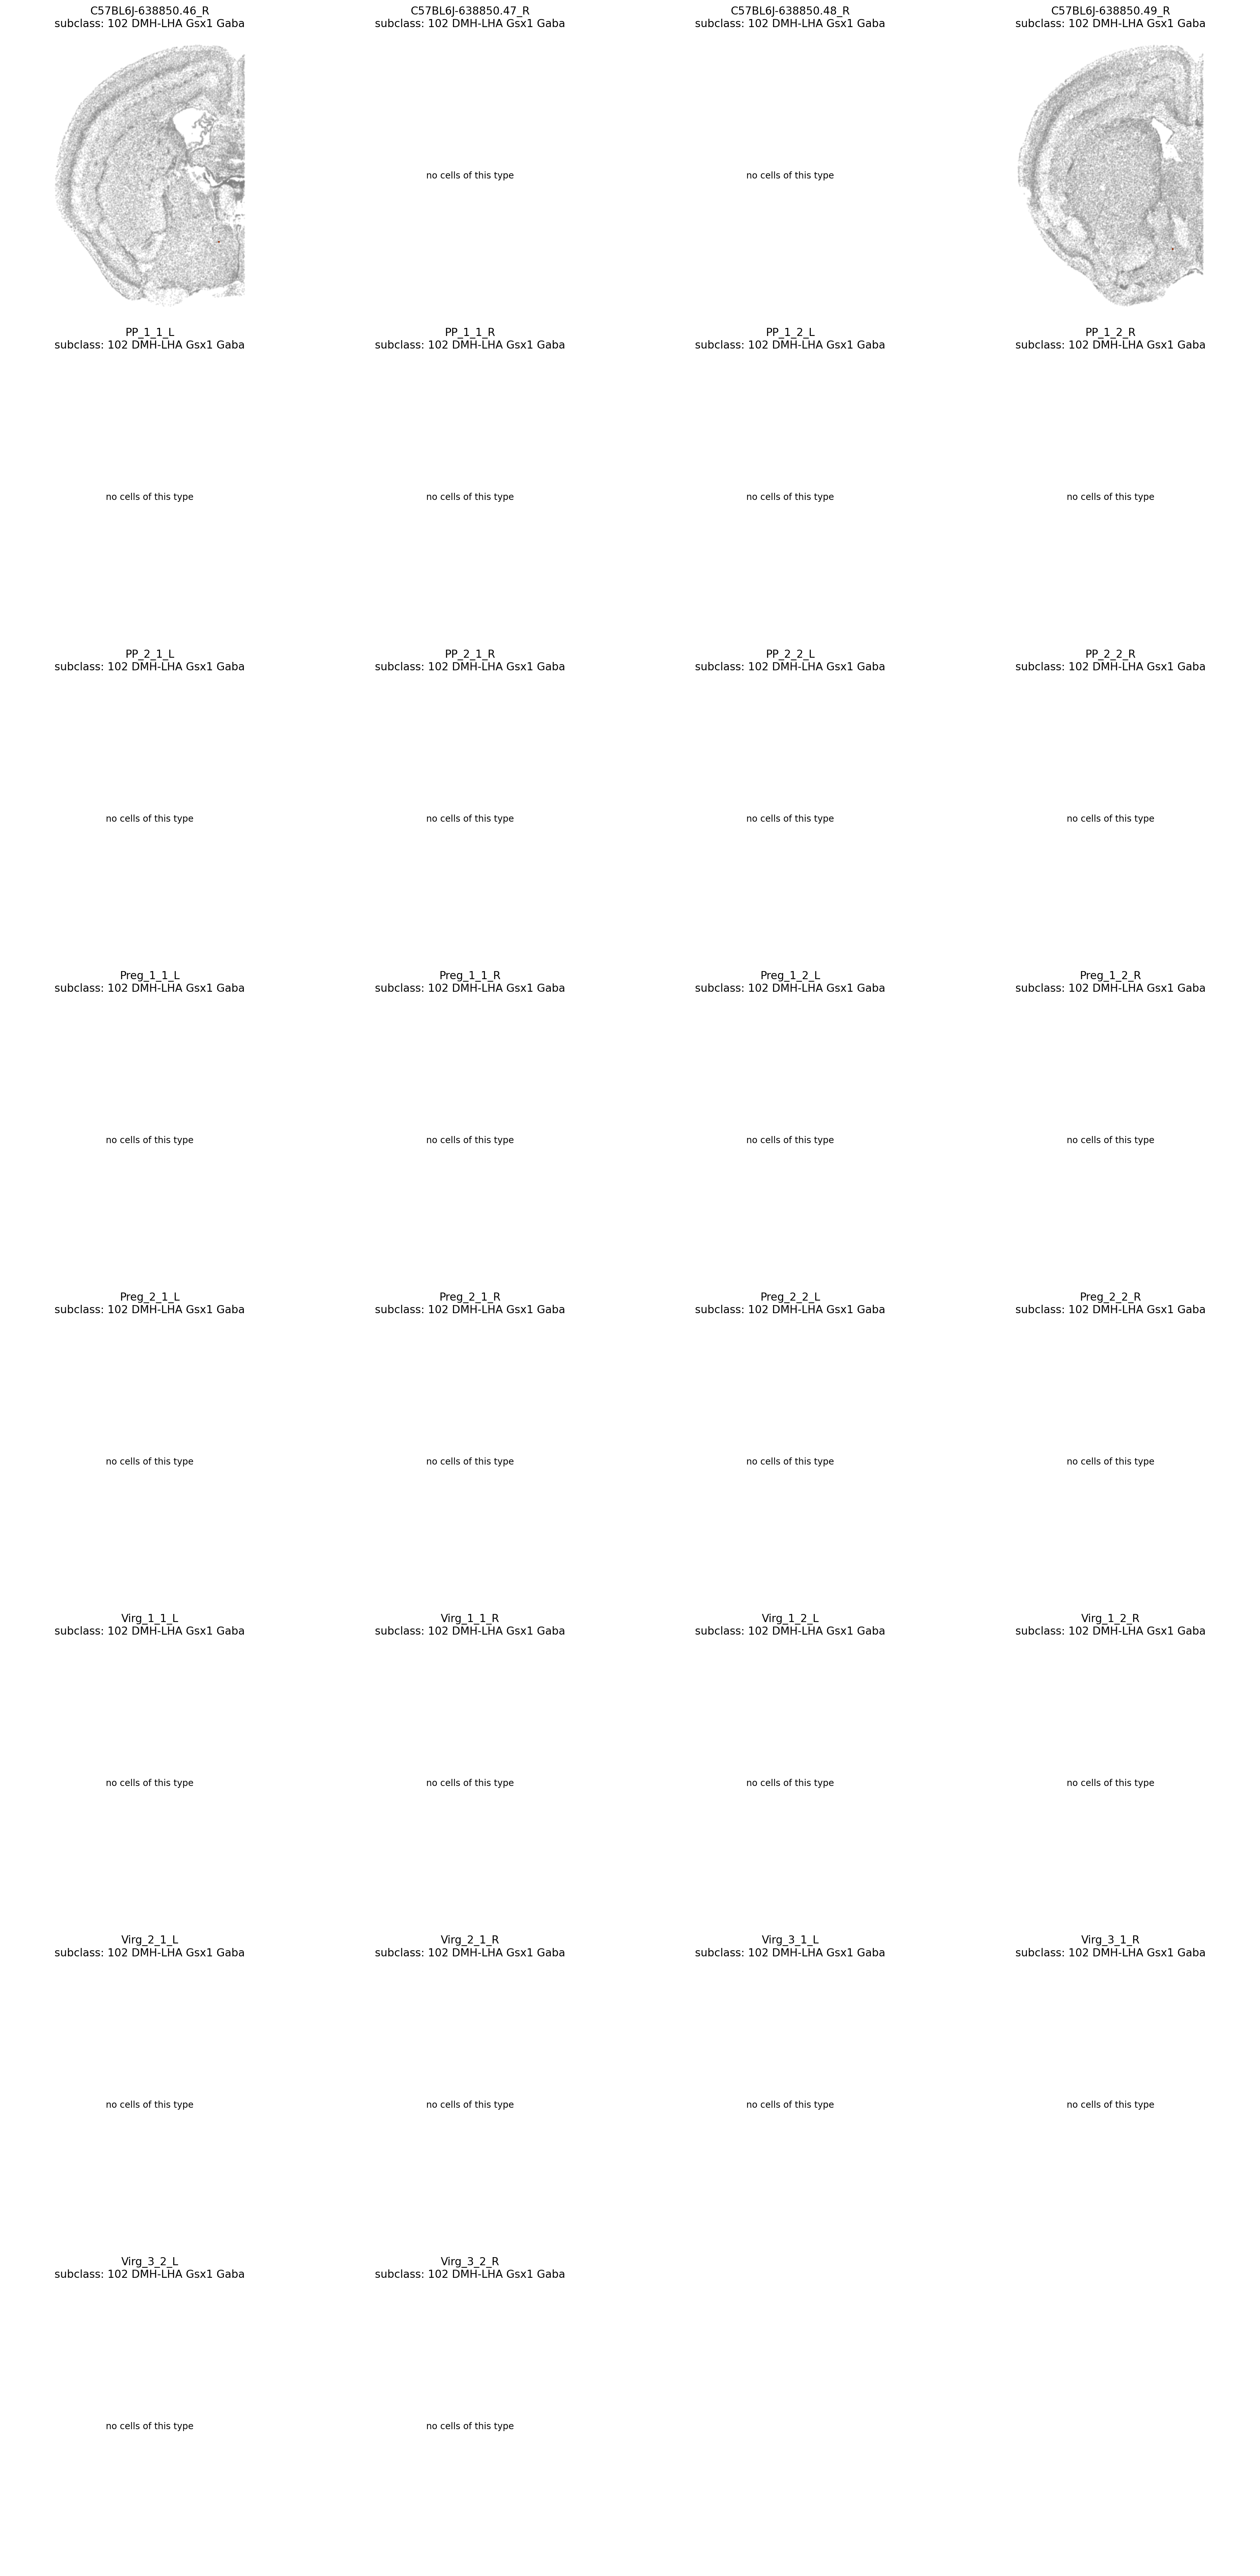 C57BL6J-638850.46_R
subclass: 102 DMH-LHA Gsx1 Gaba
C57BL6J-638850.47_R
subclass: 102 DMH-LHA Gsx1 Gaba
no cells of this type
C57BL6J-638850.48_R
subclass: 102 DMH-LHA Gsx1 Gaba
no cells of this type
C57BL6J-638850.49_R
subclass: 102 DMH-LHA Gsx1 Gaba
PP_1_1_L
subclass: 102 DMH-LHA Gsx1 Gaba
no cells of this type
PP_1_1_R
subclass: 102 DMH-LHA Gsx1 Gaba
no cells of this type
PP_1_2_L
subclass: 102 DMH-LHA Gsx1 Gaba
no cells of this type
PP_1_2_R
subclass: 102 DMH-LHA Gsx1 Gaba
no cells of this type
PP_2_1_L
subclass: 102 DMH-LHA Gsx1 Gaba
no cells of this type
PP_2_1_R
subclass: 102 DMH-LHA Gsx1 Gaba
no cells of this type
PP_2_2_L
subclass: 102 DMH-LHA Gsx1 Gaba
no cells of this type
PP_2_2_R
subclass: 102 DMH-LHA Gsx1 Gaba
no cells of this type
Preg_1_1_L
subclass: 102 DMH-LHA Gsx1 Gaba
no cells of this type
Preg_1_1_R
subclass: 102 DMH-LHA Gsx1 Gaba
no cells of this type
Preg_1_2_L
subclass: 102 DMH-LHA Gsx1 Gaba
no cells of this type
Preg_1_2_R
subclass: 102 DMH-LHA Gsx1 Gaba
no cells of this type
Preg_2_1_L
subclass: 102 DMH-LHA Gsx1 Gaba
no cells of this type
Preg_2_1_R
subclass: 102 DMH-LHA Gsx1 Gaba
no cells of this type
Preg_2_2_L
subclass: 102 DMH-LHA Gsx1 Gaba
no cells of this type
Preg_2_2_R
subclass: 102 DMH-LHA Gsx1 Gaba
no cells of this type
Virg_1_1_L
subclass: 102 DMH-LHA Gsx1 Gaba
no cells of this type
Virg_1_1_R
subclass: 102 DMH-LHA Gsx1 Gaba
no cells of this type
Virg_1_2_L
subclass: 102 DMH-LHA Gsx1 Gaba
no cells of this type
Virg_1_2_R
subclass: 102 DMH-LHA Gsx1 Gaba
no cells of this type
Virg_2_1_L
subclass: 102 DMH-LHA Gsx1 Gaba
no cells of this type
Virg_2_1_R
subclass: 102 DMH-LHA Gsx1 Gaba
no cells of this type
Virg_3_1_L
subclass: 102 DMH-LHA Gsx1 Gaba
no cells of this type
Virg_3_1_R
subclass: 102 DMH-LHA Gsx1 Gaba
no cells of this type
Virg_3_2_L
subclass: 102 DMH-LHA Gsx1 Gaba
no cells of this type
Virg_3_2_R
subclass: 102 DMH-LHA Gsx1 Gaba
no cells of this type